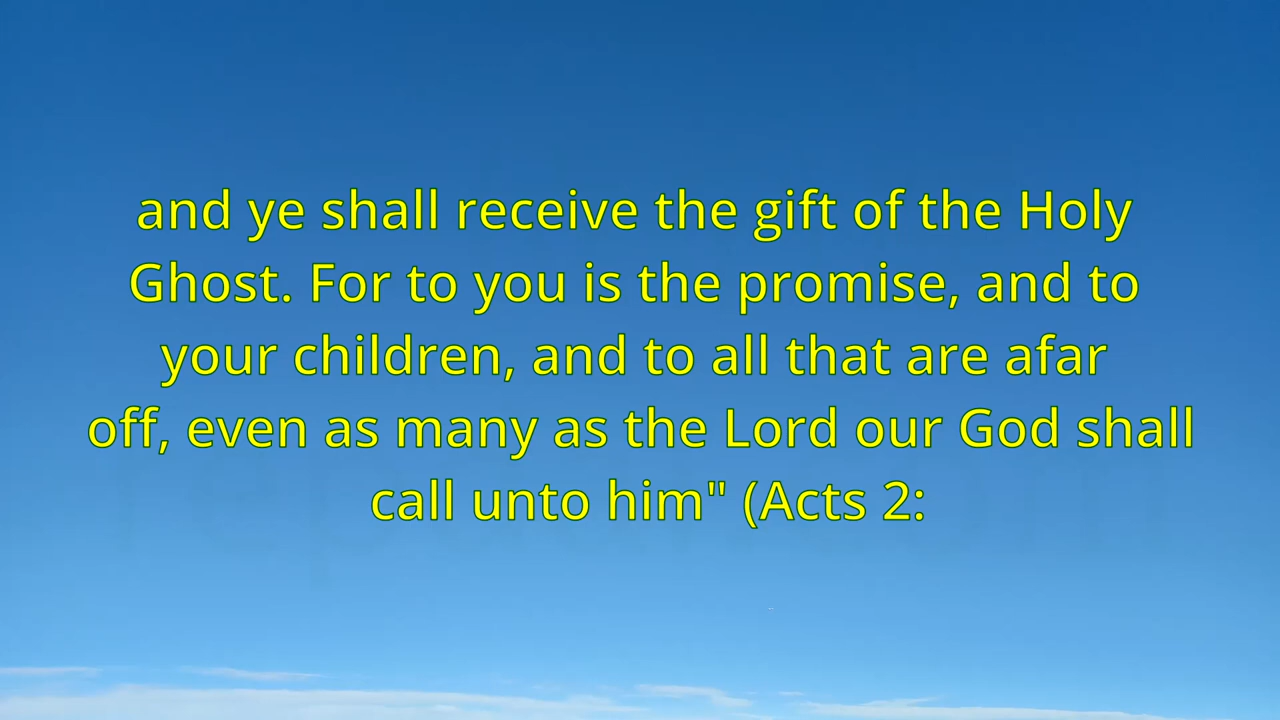 and ye shall receive the gift of the Holy
Ghost. For to you is the promise, and to
your children, and to all that are afar
off, even as many as the Lord our God shall
call unto him" (Acts 2: